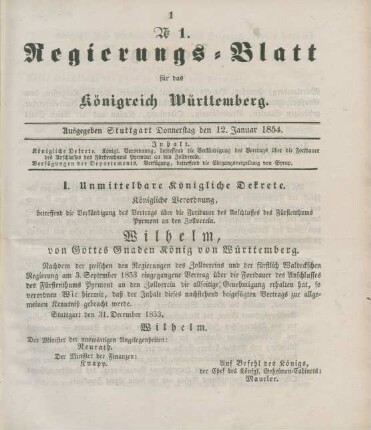 1
№ 1.
Regierungs-Blatt
für das
Königreich Württemberg.
Ausgegeben Stuttgart Donnerstag den 12. Januar 1854.
Inhalt.
Königliche Dekrete. Königl. Verordnung, betreffend die Verkündigung des Vertrags über die Fortdauer
des Anschlusses des Fürstenthums Pyrmont an den Zollverein.
Verfügungen der Departements. Verfügung, betreffend die Eingangsverzollung von Syrup.
I. Unmittelbare Königliche Dekrete.
Königliche Verordnung,
betreffend die Verkündigung des Vertrags über die Fortdauer des Anschlusses des Fürstenthums
Pyrmont an den Zollverein.
Wilhelm,
von Gottes Gnaden König von Württemberg.
Nachdem der zwischen den Regierungen des Zollvereins und der fürstlich Waldeck'schen
Regierung am 3. September 1853 eingegangene Vertrag über die Fortdauer des Anschlusses
des Fürstenthums Pyrmont an den Zollverein die allseitige Genehmigung erhalten hat, so
verordnen Wir hiermit, daß der Inhalt dieses nachstehend beigefügten Vertrags zur allge-
meinen Kenntniß gebracht werde.
Stuttgart den 31. December 1853.
Wilhelm.
Der Minister der auswärtigen Angelegenheiten:
Neurath.
Der Minister der Finanzen:
Knapp.
Auf Befehl des Königs,
der Chef des Königl. Geheimen-Cabinets:
Maucler.